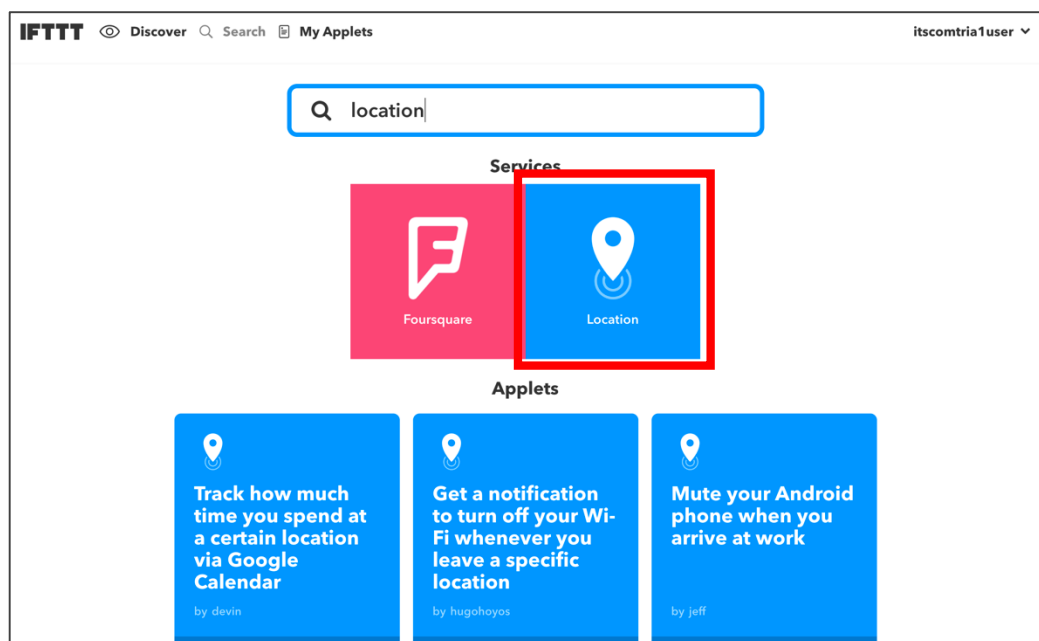 IFTTT Discover Search My Applets itscomtria1user
location
Services
Foursquare
Location
Applets
Track how much
time you spend at
a certain location
via Google
Calendar
by devin
Get a notification
to turn off your Wi-
Fi whenever you
leave a specific
location
by hugohoyos
Mute your Android
phone when you
arrive at work
by jeff